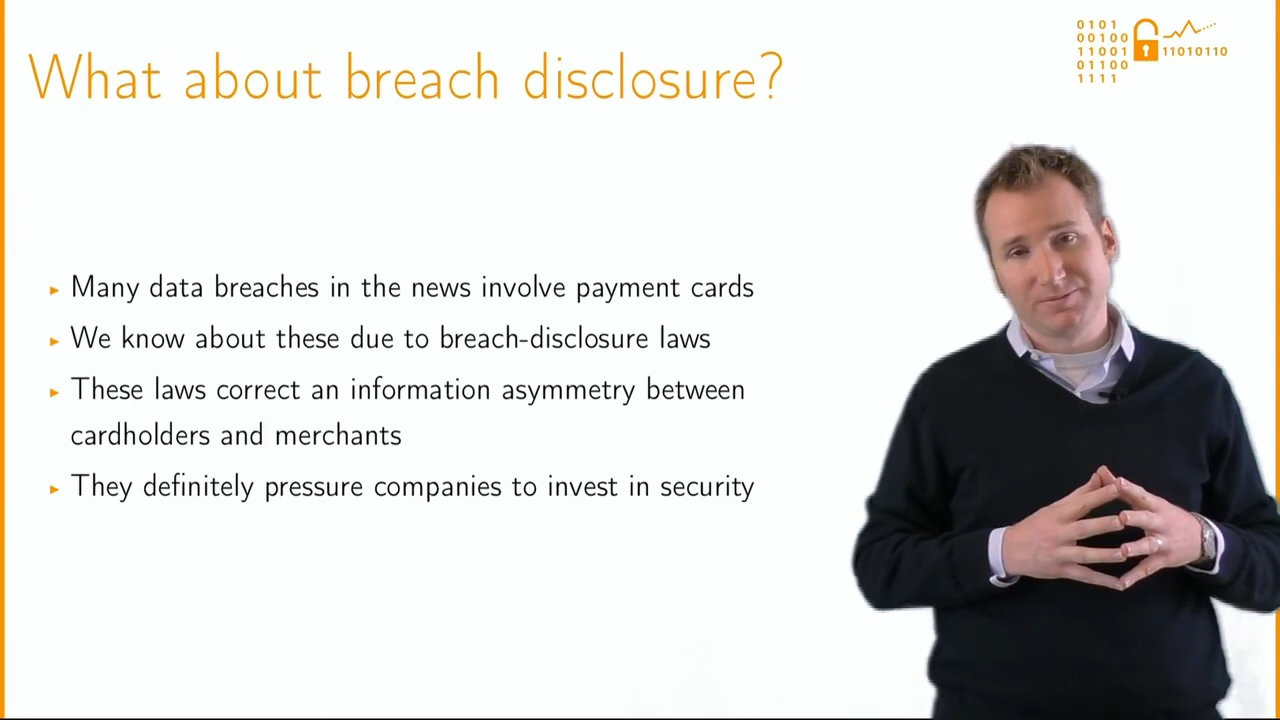 What about breach disclosure?
0101
00100
11001
11010110
01100
1111
▸ Many data breaches in the news involve payment cards
▸ We know about these due to breach-disclosure laws
▸ These laws correct an information asymmetry between
cardholders and merchants
▸ They definitely pressure companies to invest in security